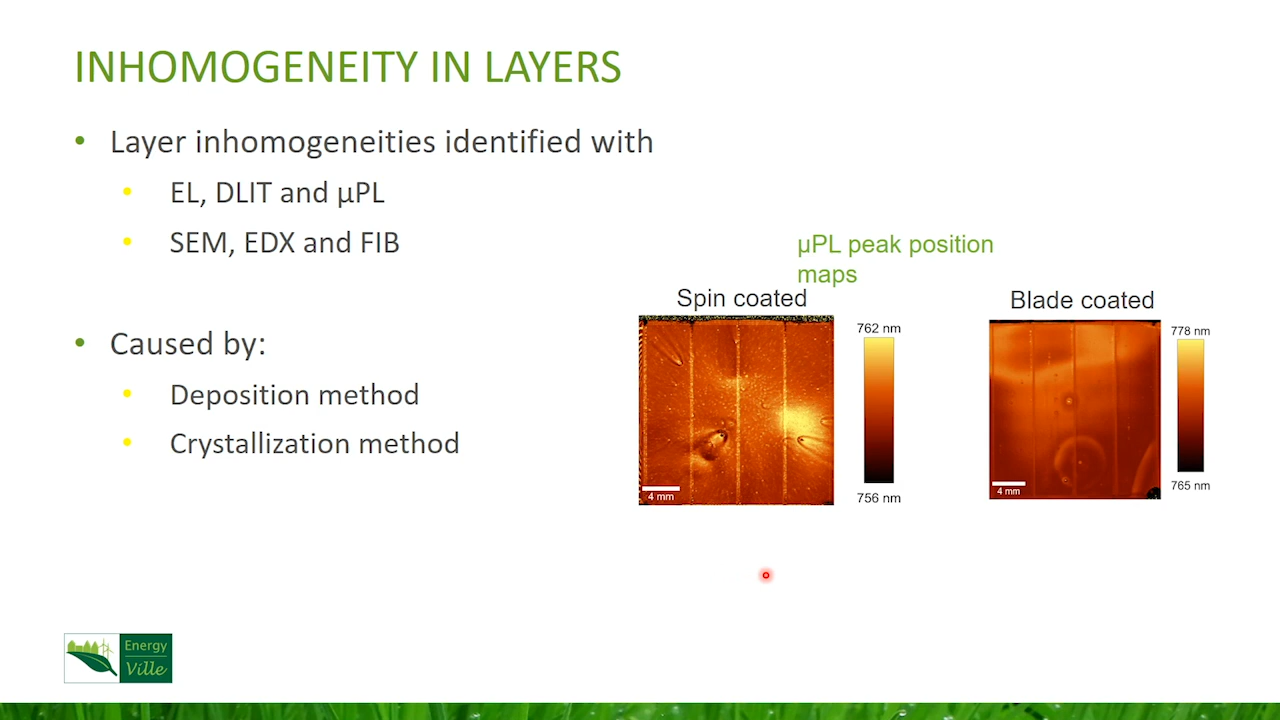 INHOMOGENEITY IN LAYERS
• Layer inhomogeneities identified with
• EL, DLIT and µPL
• SEM, EDX and FIB
• Caused by:
• Deposition method
• Crystallization method
µPL peak position
maps
Spin coated
762 nm
756 nm
4 mm
Blade coated
778 nm
765 nm
4 mm
Energy
Ville